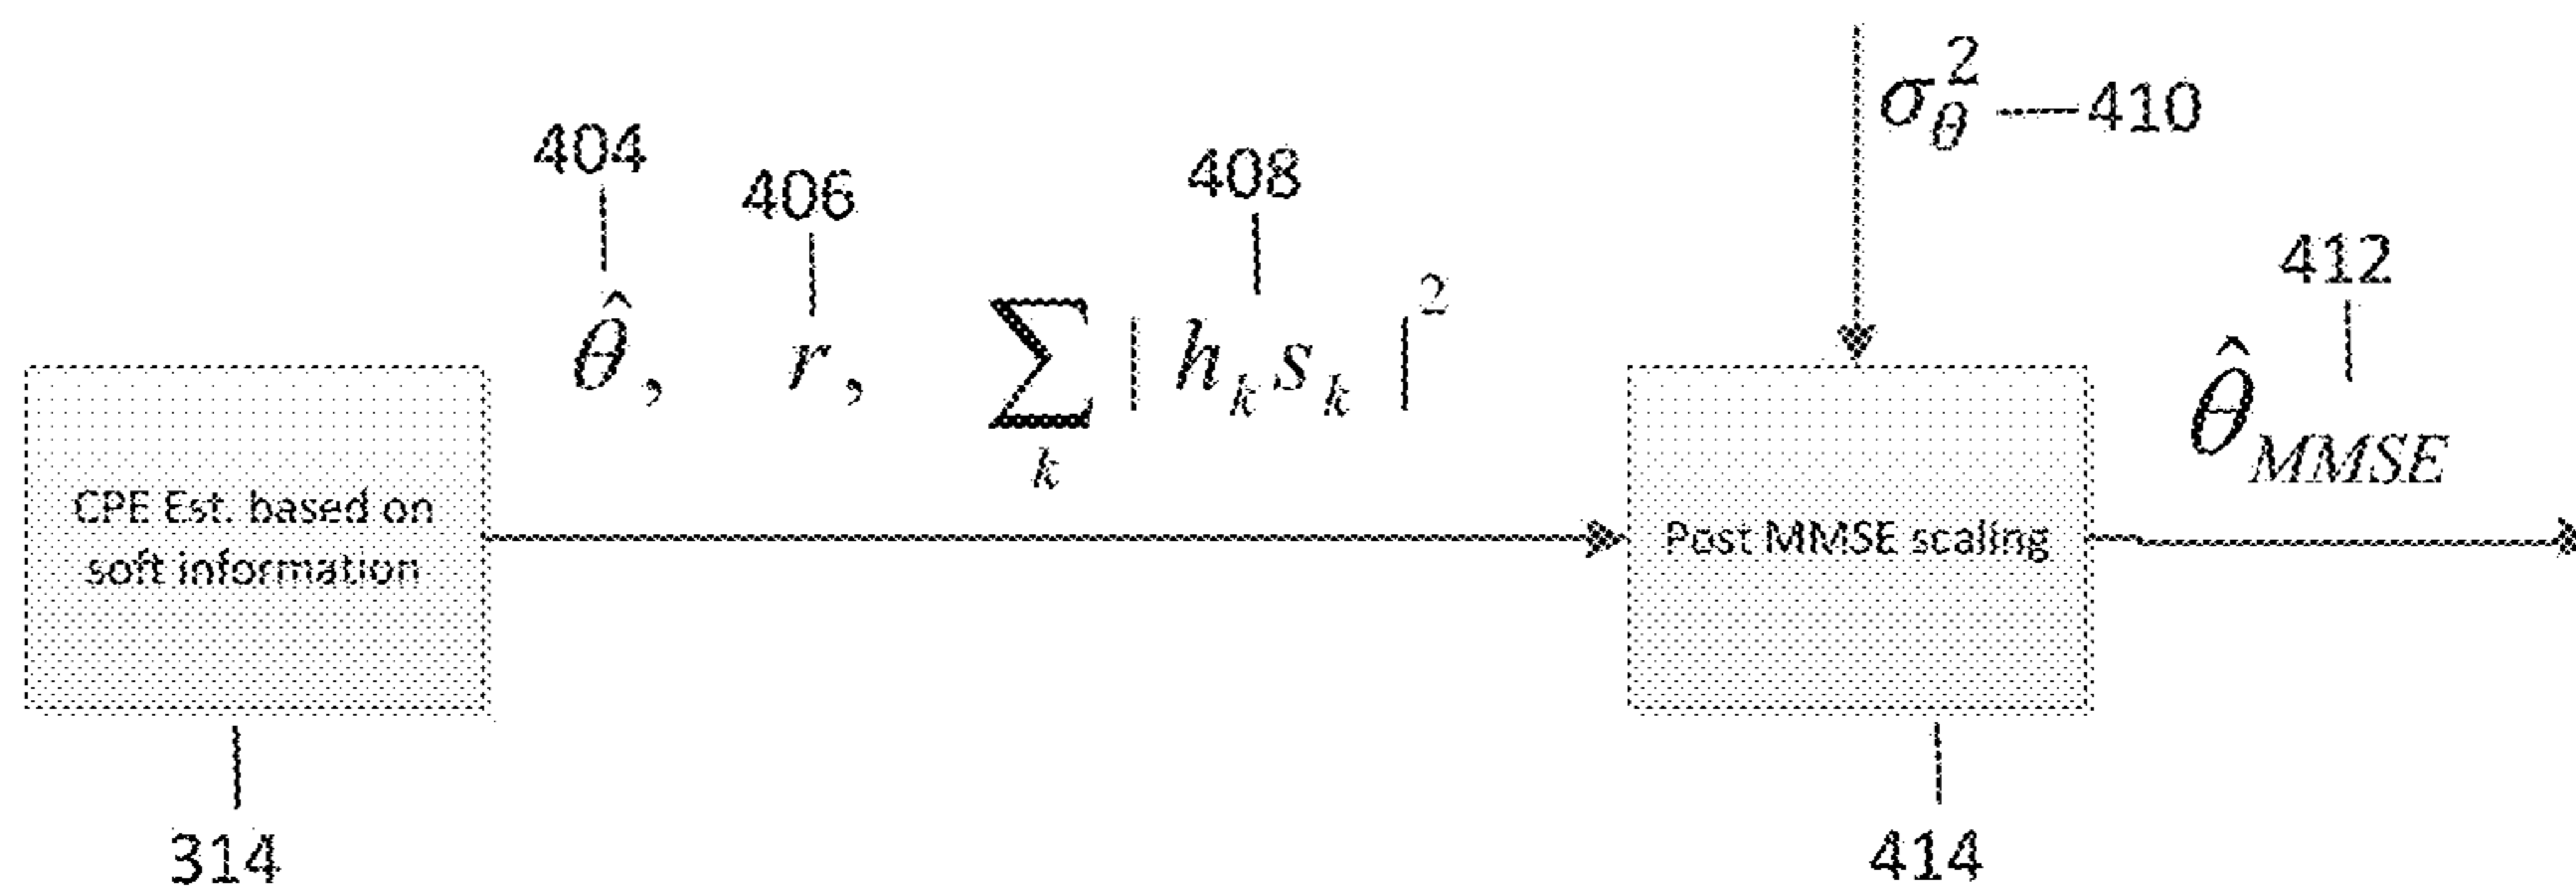 σ_θ^2 410
404
406
408
412
θ̂, r, ∑_k | h_k s_k |^2
θ̂_MMSE
CPE Est. based on
soft information
Post MMSE scaling
314
414